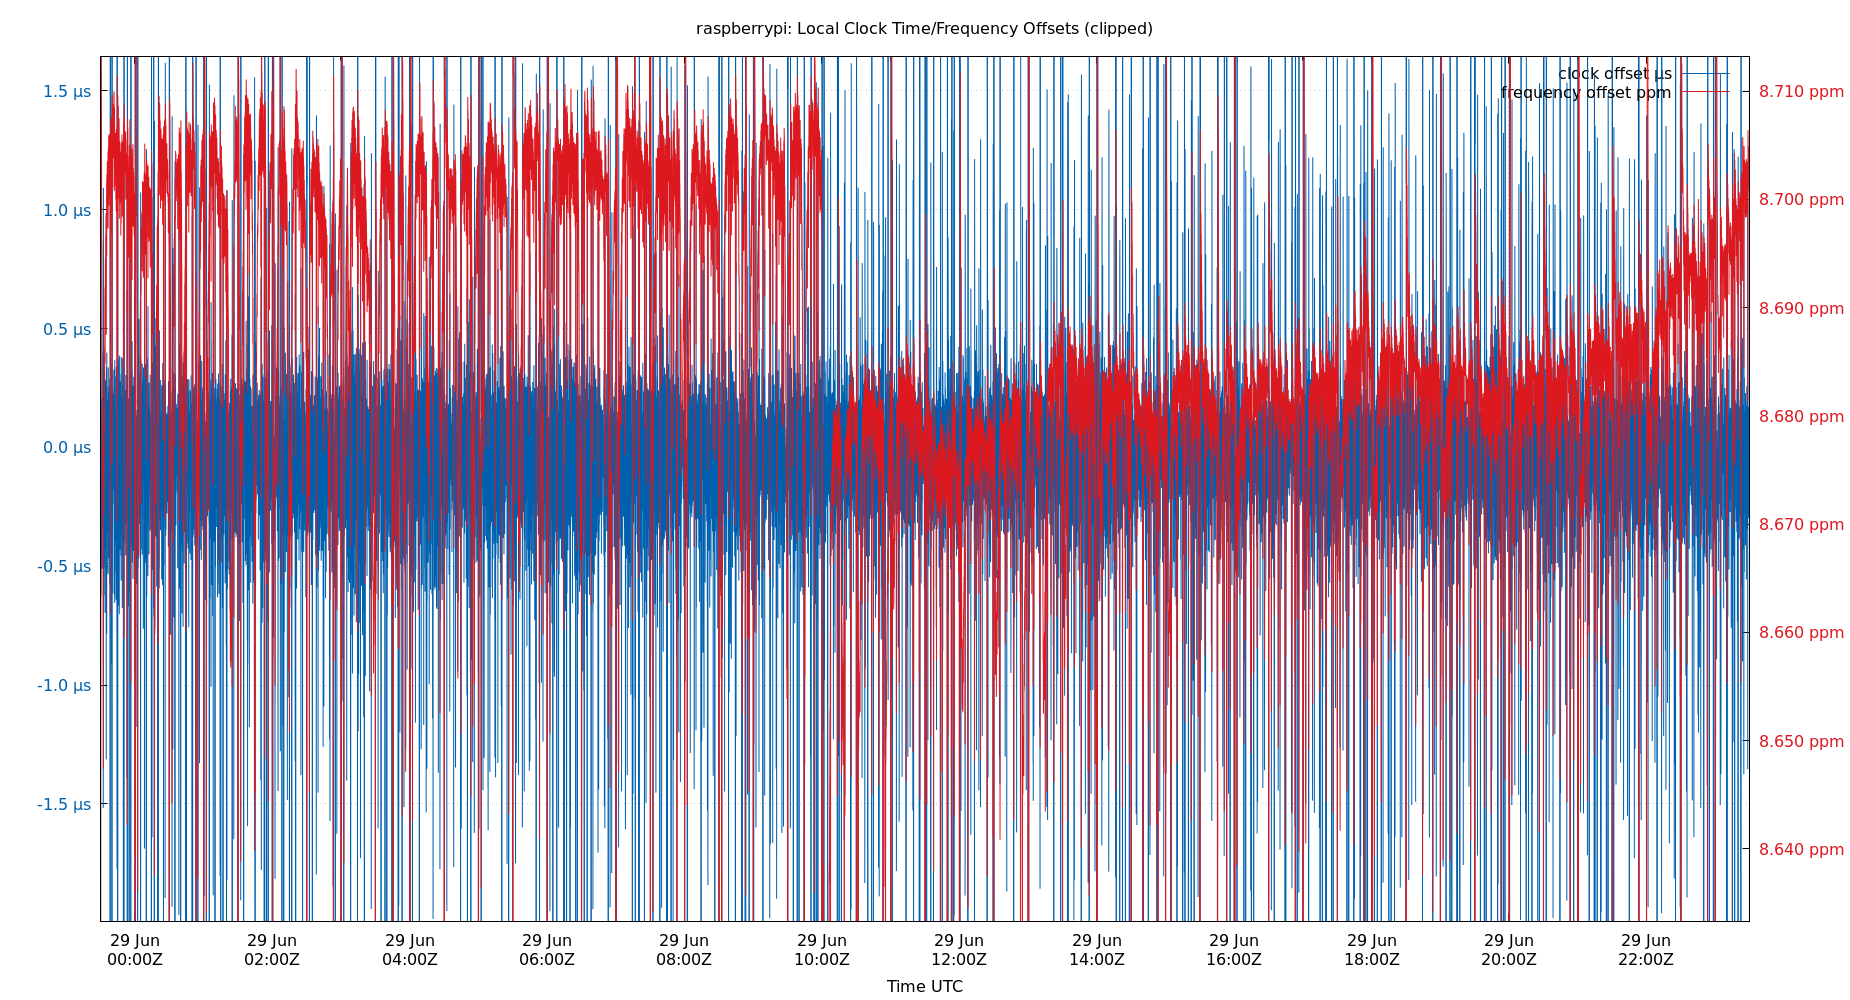 raspberrypi: Local Clock Time/Frequency Offsets (clipped)
clock offset µs
frequency offset ppm
1.5 µs
1.0 µs
0.5 µs
0.0 µs
-0.5 µs
-1.0 µs
-1.5 µs
8.710 ppm
8.700 ppm
8.690 ppm
8.680 ppm
8.670 ppm
8.660 ppm
8.650 ppm
8.640 ppm
29 Jun 29 Jun 29 Jun 29 Jun 29 Jun 29 Jun 29 Jun 29 Jun 29 Jun 29 Jun 29 Jun 29 Jun
00:00Z 02:00Z 04:00Z 06:00Z 08:00Z 10:00Z 12:00Z 14:00Z 16:00Z 18:00Z 20:00Z 22:00Z
Time UTC